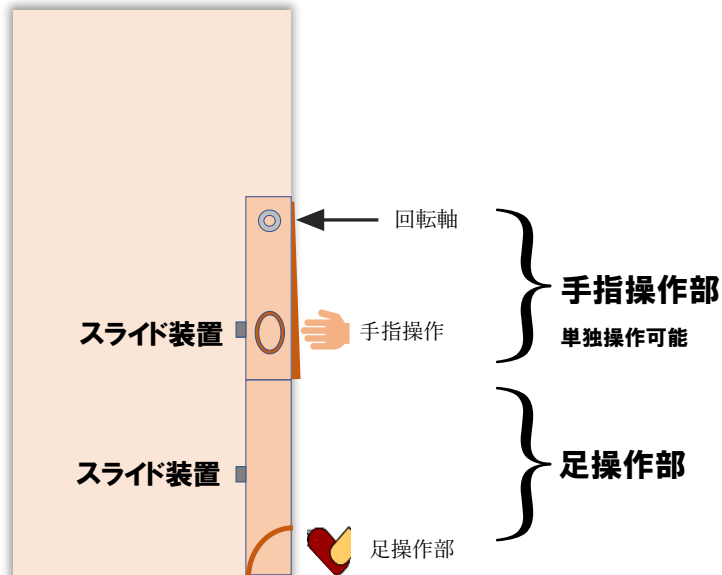 回転軸
手指操作部
単独操作可能
スライド装置
手指操作
スライド装置
足操作部
足操作部